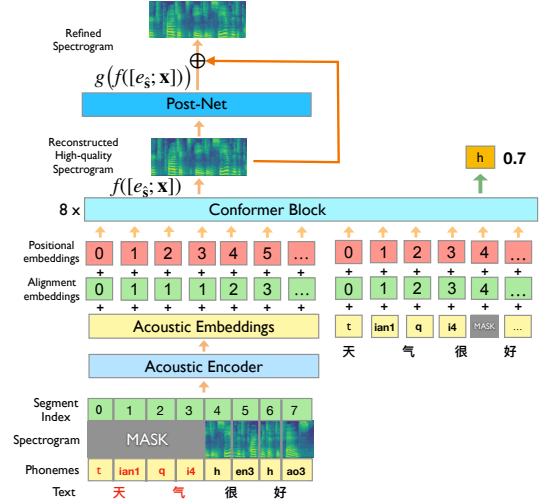 Refined
Spectrogram
g(f([e_ŝ; x]))
Post-Net
Reconstructed
High-quality
Spectrogram
f([e_ŝ; x])
h 0.7
8 x Conformer Block
Positional
embeddings
0 1 2 3 4 5 ...
0 1 2 3 4 ...
+ + + + + + +
+ + + + + +
Alignment
embeddings
0 1 1 1 2 3 ...
0 1 2 3 4 ...
+ + + + + + +
+ + + + + +
Acoustic Embeddings
t ian1 q i4 MASK ...
天 气 很 好
Acoustic Encoder
Segment
Index
0 1 2 3 4 5 6 7
Spectrogram MASK
Phonemes t ian1 q i4 h en3 h ao3
Text 天 气 很 好